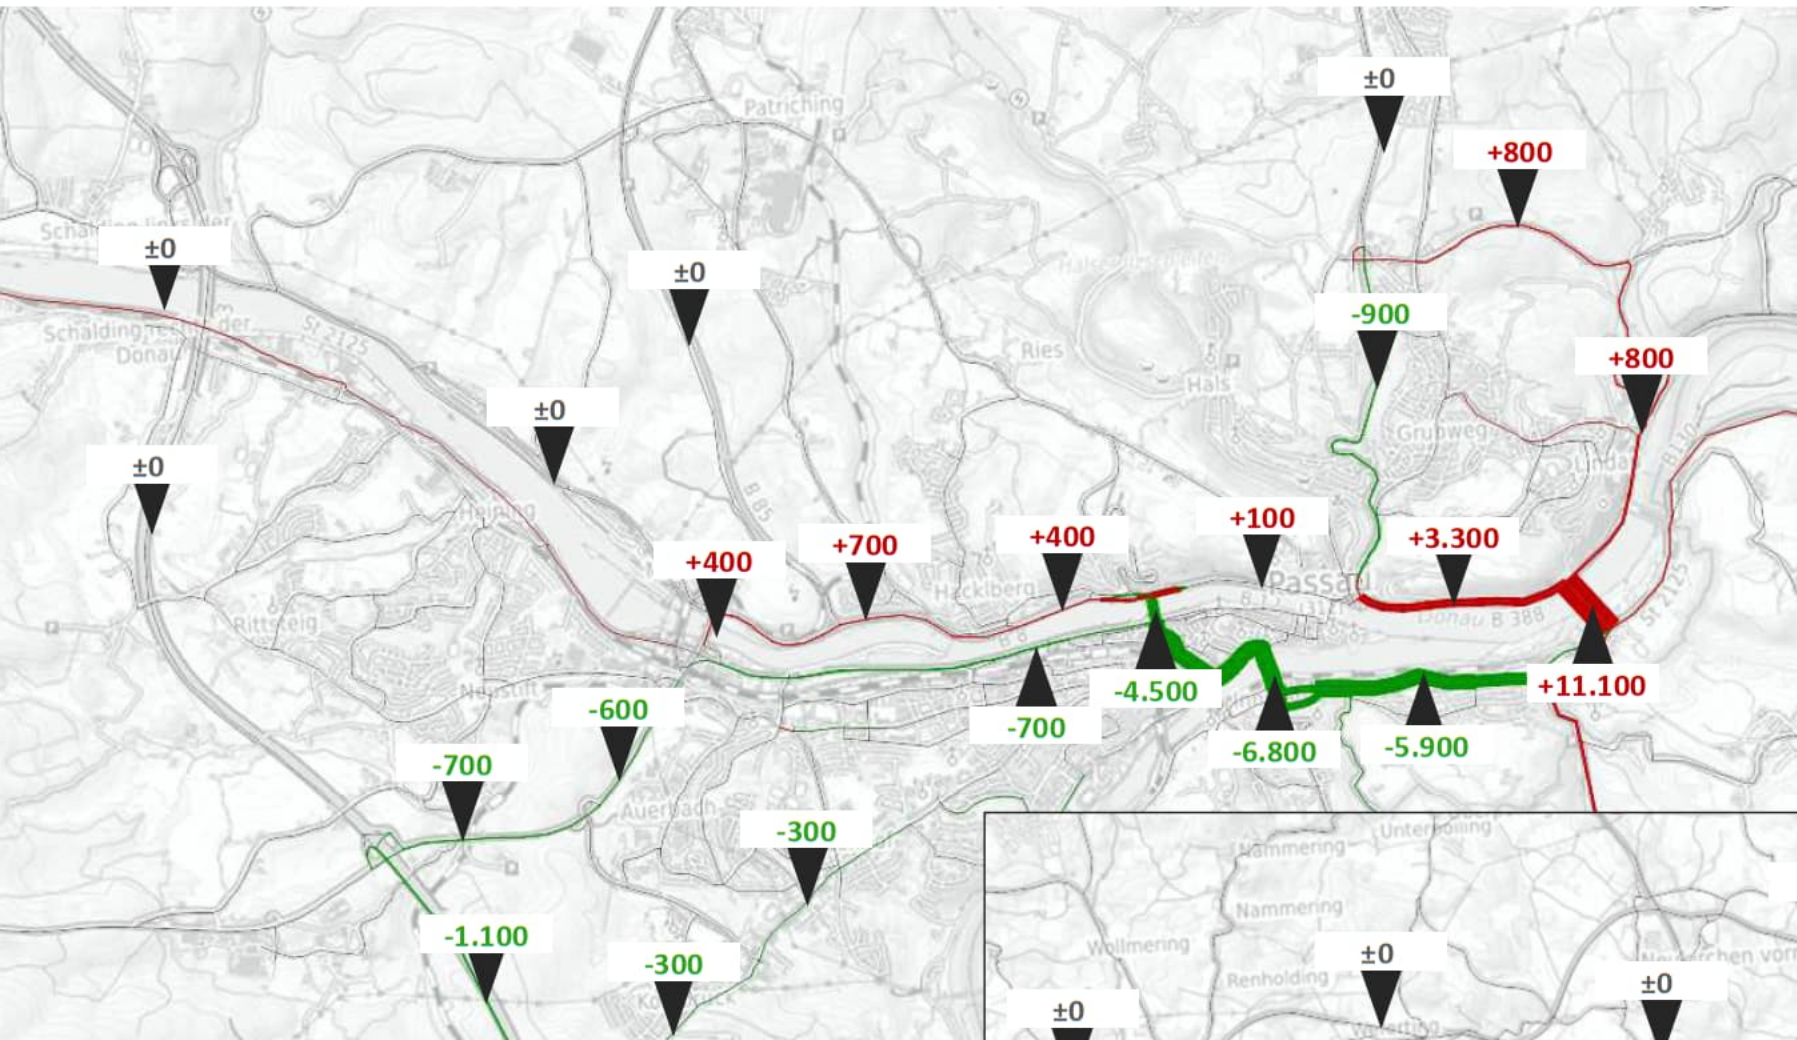 ±0
Patriching
+800
Schalding links der
±0
±0
Schalding rechts der
Donau
St 2125
-900
Ries
+800
Hals
±0
Grubweg
±0
B 85
Lindau
Heining
+100
+700
+400
+3.300
+400
Passau
Hacklberg
Donau B 388
St 2125
Rittsteig
-4.500
+11.100
Neustift
-600
-700
-6.800
-5.900
-700
Auerbach
-300
Nammering
Nammering
-1.100
Wollmering
±0
-300
Renholding
±0
±0